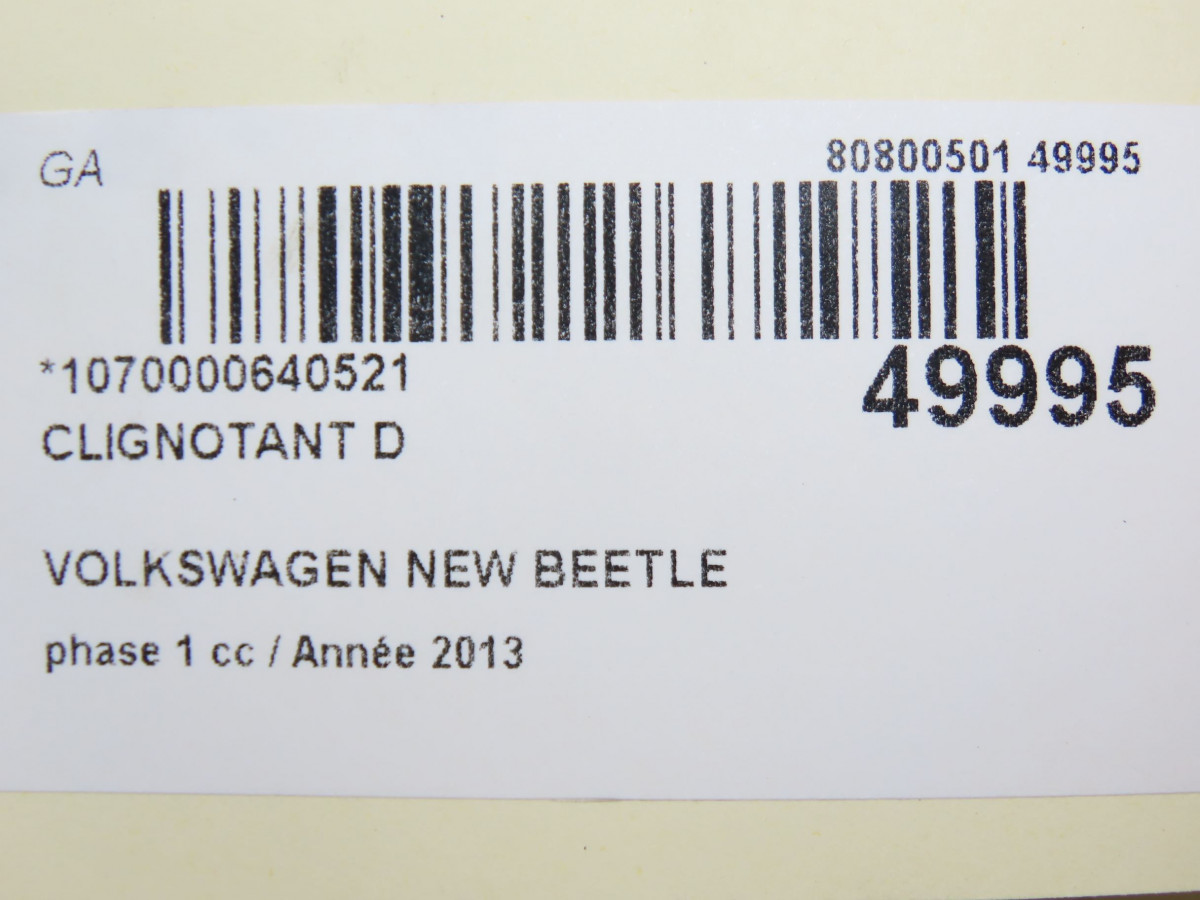 GA
80800501 49995
*1070000640521
49995
CLIGNOTANT D
VOLKSWAGEN NEW BEETLE
phase 1 cc / Année 2013